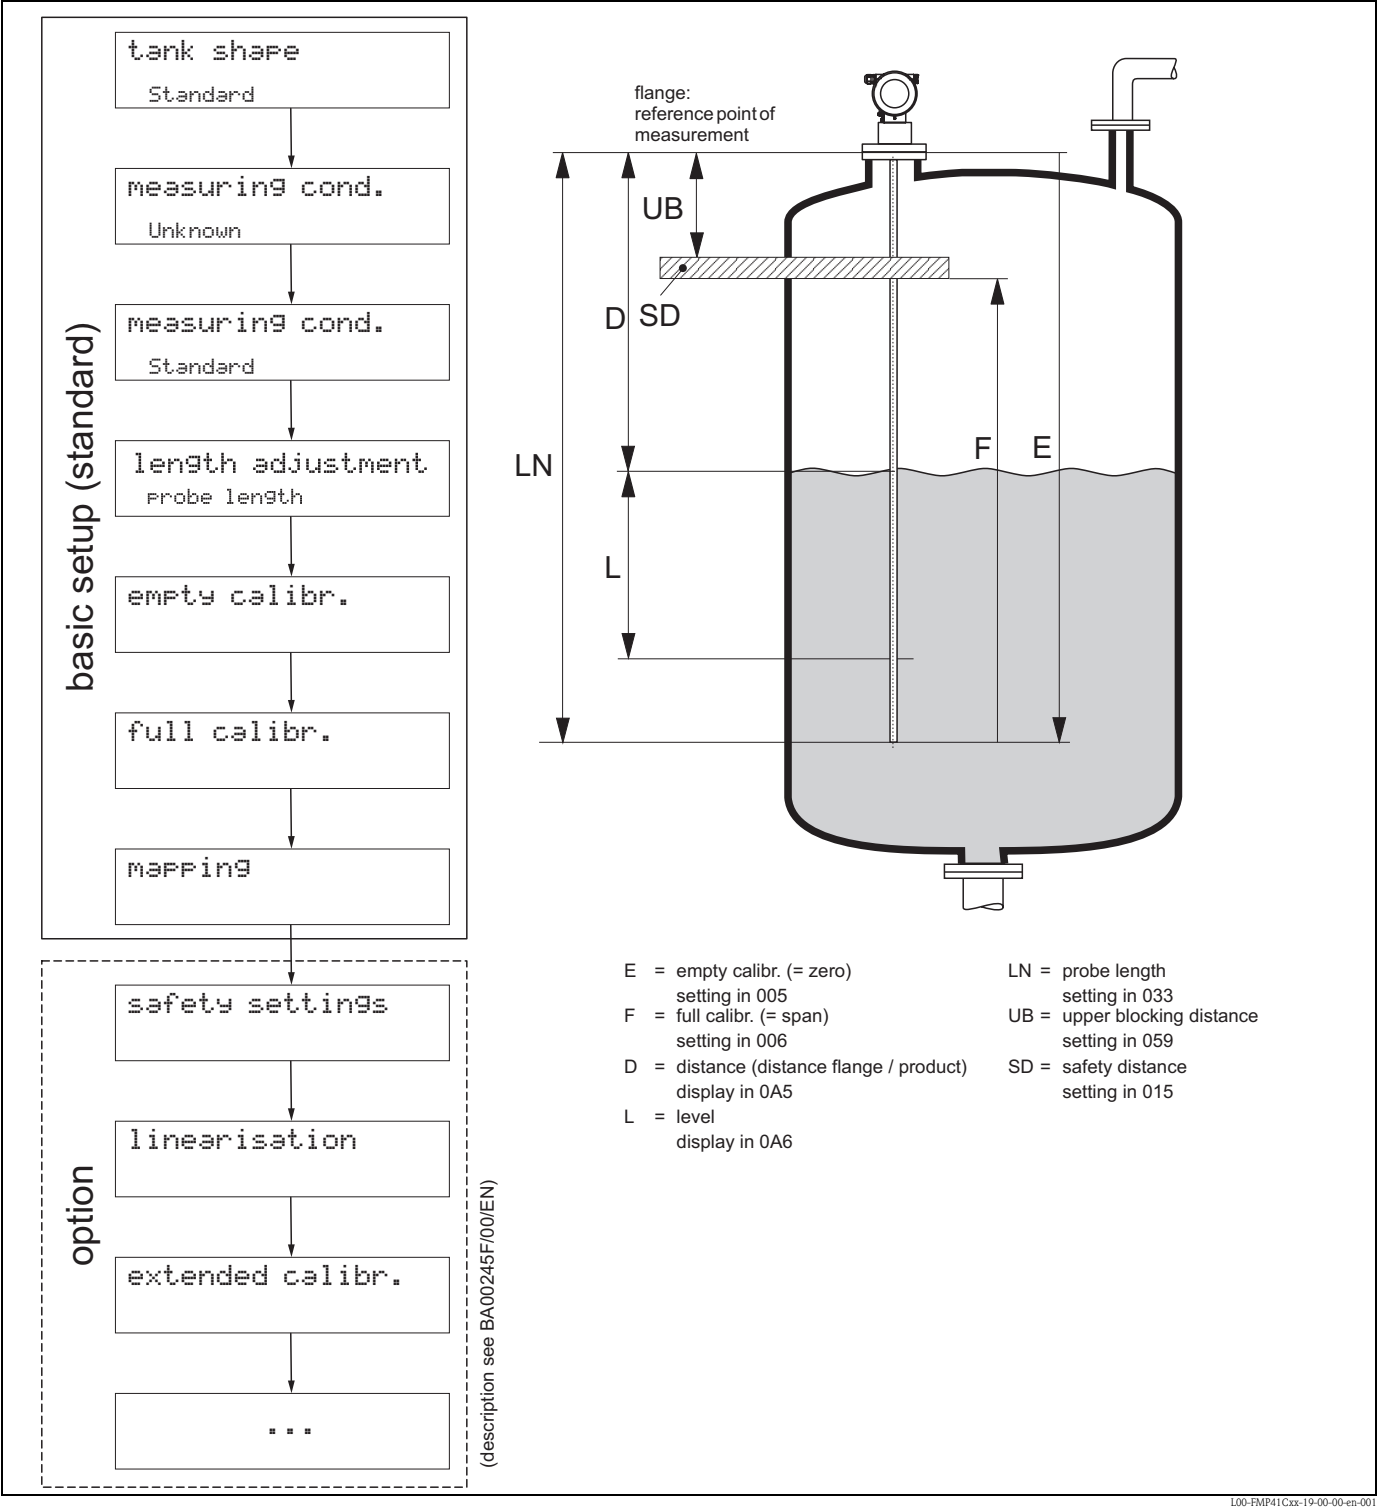 tank shape
Standard
measuring cond.
Unknown
measuring cond.
Standard
length adjustment
probe length
empty calibr.
full calibr.
mapping
basic setup (standard)
safety settings
linearisation
extended calibr.
...
option
(description see BA00245F/00/EN)
flange:
reference point of
measurement
UB
SD
D
LN
L
F
E
E = empty calibr. (= zero)
setting in 005
F = full calibr. (= span)
setting in 006
D = distance (distance flange / product)
display in 0A5
L = level
display in 0A6
LN = probe length
setting in 033
UB = upper blocking distance
setting in 059
SD = safety distance
setting in 015
L00-FMP41Cxx-19-00-00-en-001